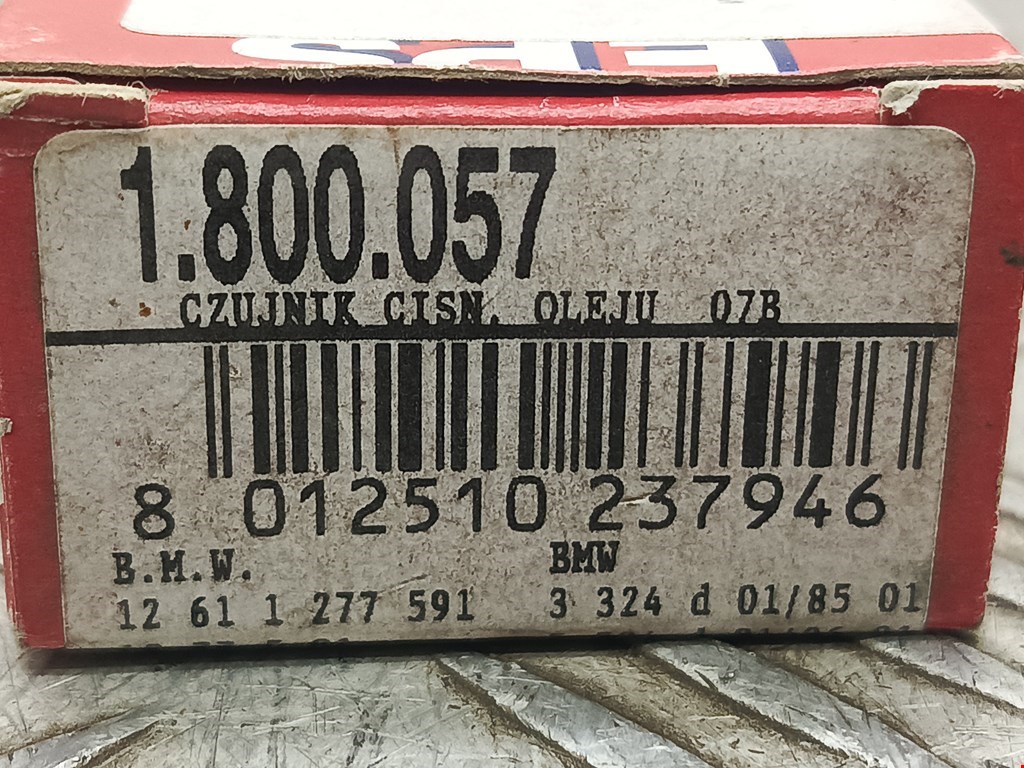 1.800.057
CZUJNIK CISN. OLEJU 07B
8 012510 237946
B.M.W. BMW
12 61 1 277 591 3 324 d 01/85 01